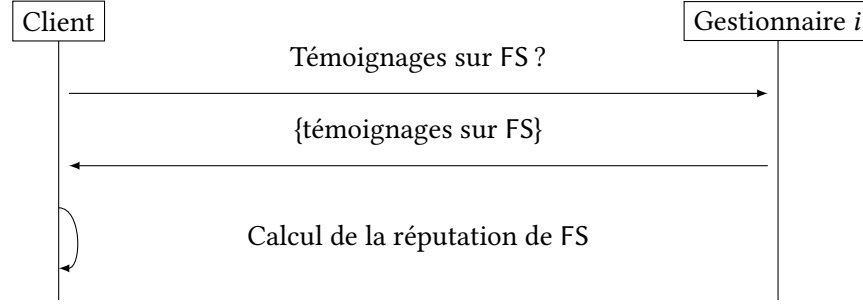 Client
Gestionnaire i
Témoignages sur FS ?
{témoignages sur FS}
Calcul de la réputation de FS